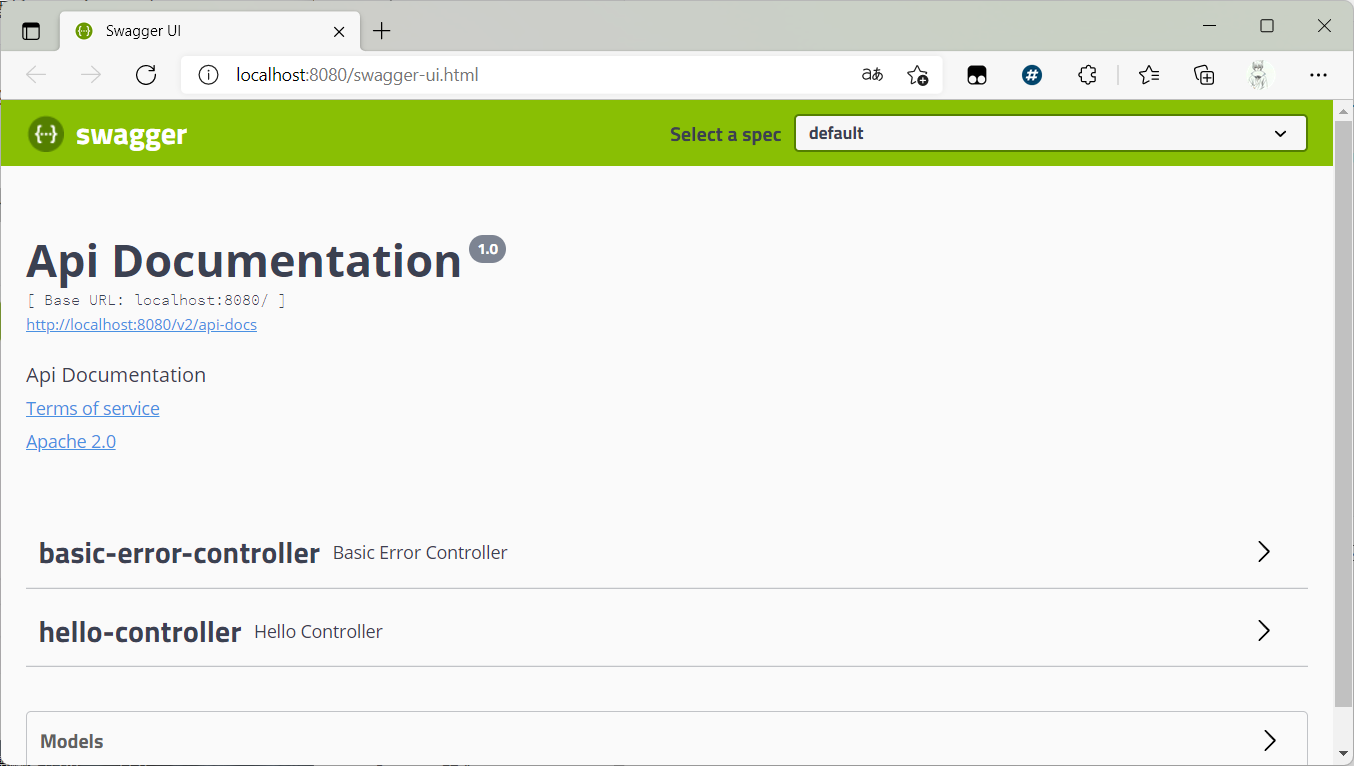 Swagger UI
localhost:8080/swagger-ui.html
aあ
{...} swagger
Select a spec
default
Api Documentation 1.0
[ Base URL: localhost:8080/ ]
http://localhost:8080/v2/api-docs
Api Documentation
Terms of service
Apache 2.0
basic-error-controller Basic Error Controller
hello-controller Hello Controller
Models